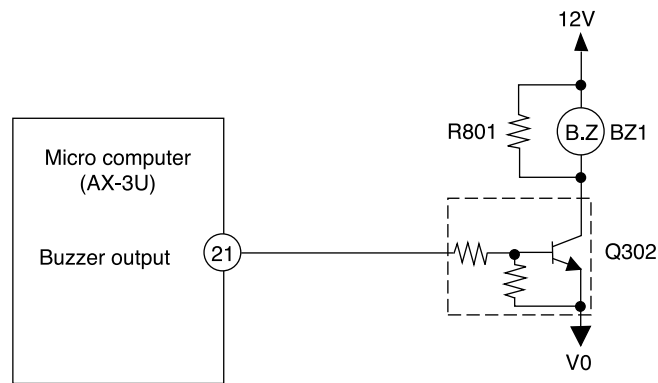 12V
R801
B.Z
BZ1
Micro computer
(AX-3U)
Buzzer output
21
Q302
V0